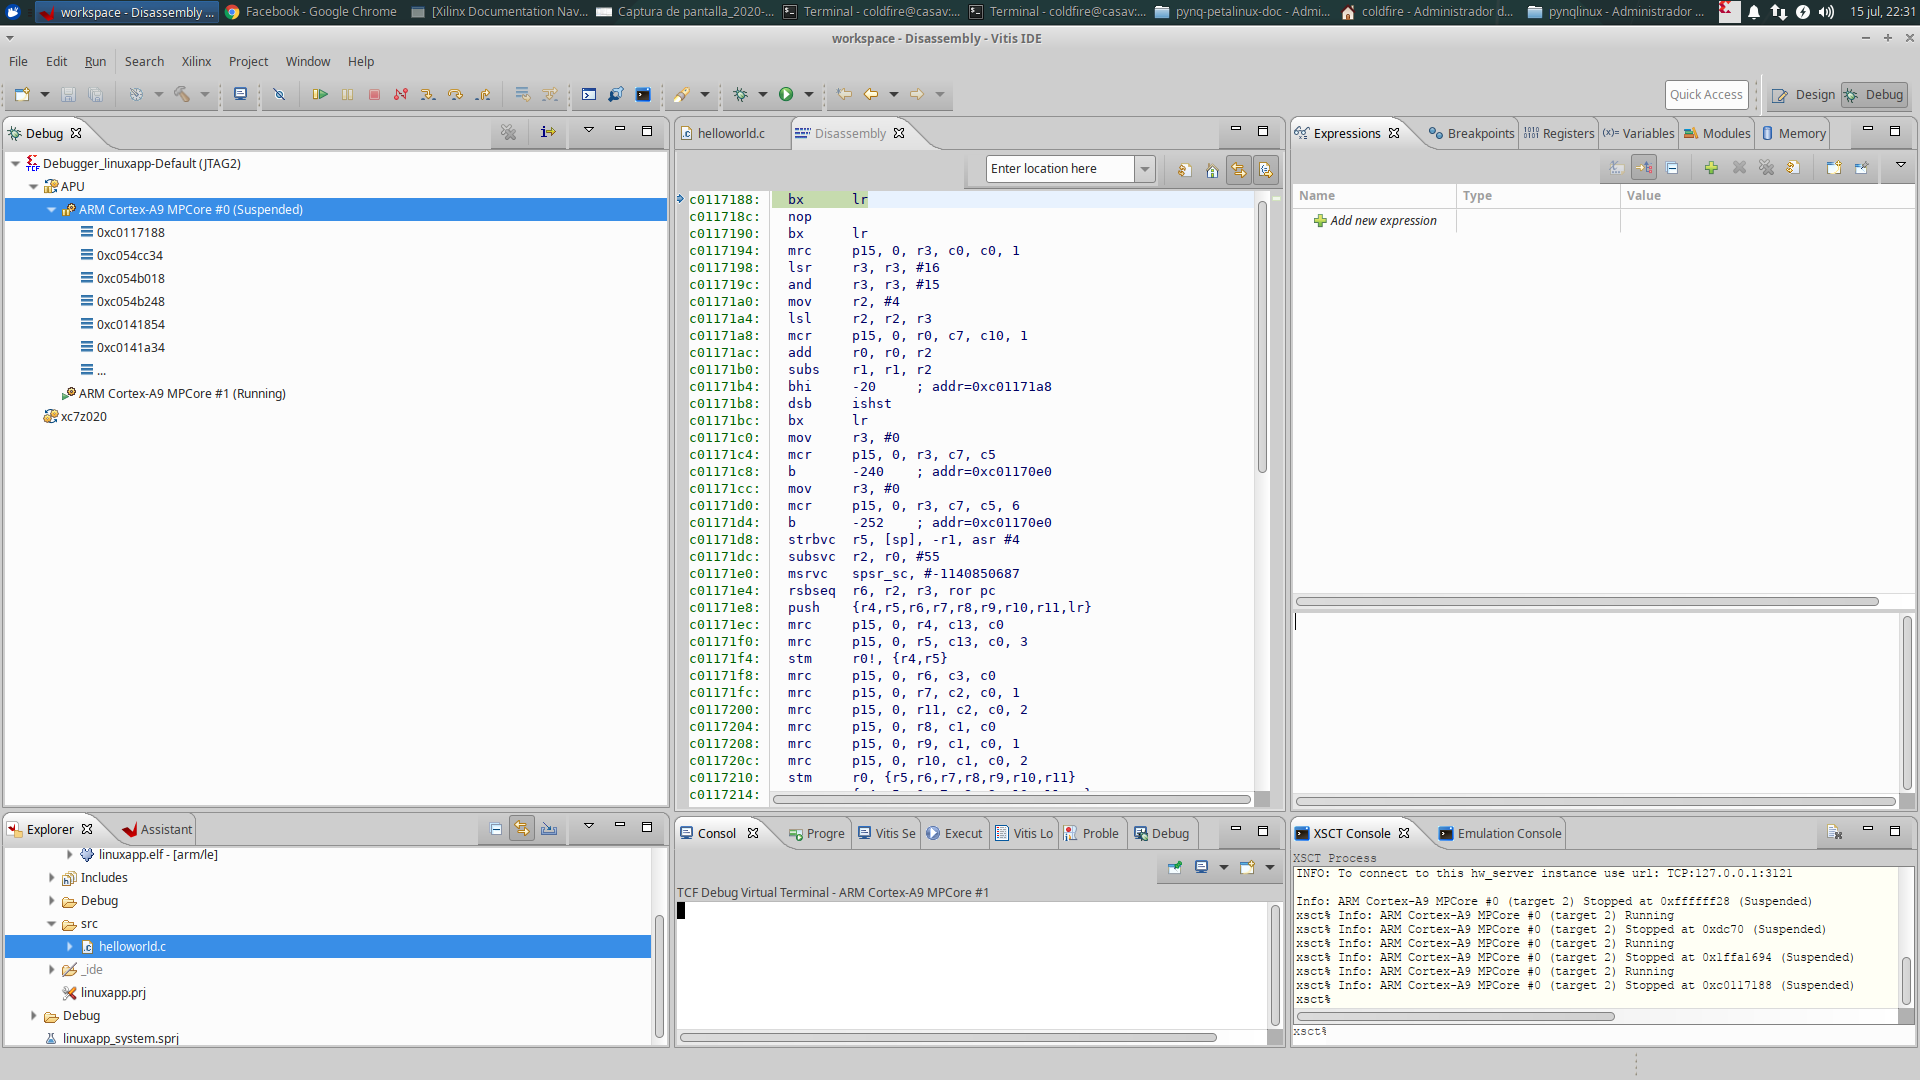 workspace - Disassembly ...
Facebook - Google Chrome
[Xilinx Documentation Nav...
Captura de pantalla_2020-...
Terminal - coldfire@casav:...
Terminal - coldfire@casav:...
pynq-petalinux-doc - Admi...
coldfire - Administrador d...
pynqlinux - Administrador ...
15 jul, 22:31
workspace - Disassembly - Vitis IDE
File Edit Run Search Xilinx Project Window Help
Quick Access
Design
Debug
Debug
Debugger_linuxapp-Default (JTAG2)
APU
ARM Cortex-A9 MPCore #0 (Suspended)
0xc0117188
0xc054cc34
0xc054b018
0xc054b248
0xc0141854
0xc0141a34
...
ARM Cortex-A9 MPCore #1 (Running)
xc7z020
helloworld.c
Disassembly
Enter location here
c0117188: bx lr
c011718c: nop
c0117190: bx lr
c0117194: mrc p15, 0, r3, c0, c0, 1
c0117198: lsr r3, r3, #16
c011719c: and r3, r3, #15
c01171a0: mov r2, #4
c01171a4: lsl r2, r2, r3
c01171a8: mcr p15, 0, r0, c7, c10, 1
c01171ac: add r0, r0, r2
c01171b0: subs r1, r1, r2
c01171b4: bhi -20 ; addr=0xc01171a8
c01171b8: dsb ishst
c01171bc: bx lr
c01171c0: mov r3, #0
c01171c4: mcr p15, 0, r3, c7, c5
c01171c8: b -240 ; addr=0xc01170e0
c01171cc: mov r3, #0
c01171d0: mcr p15, 0, r3, c7, c5, 6
c01171d4: b -252 ; addr=0xc01170e0
c01171d8: strbvc r5, [sp], -r1, asr #4
c01171dc: subsvc r2, r0, #55
c01171e0: msrvc spsr_sc, #-1140850687
c01171e4: rsbseq r6, r2, r3, ror pc
c01171e8: push {r4,r5,r6,r7,r8,r9,r10,r11,lr}
c01171ec: mrc p15, 0, r4, c13, c0
c01171f0: mrc p15, 0, r5, c13, c0, 3
c01171f4: stm r0!, {r4,r5}
c01171f8: mrc p15, 0, r6, c3, c0
c01171fc: mrc p15, 0, r7, c2, c0, 1
c0117200: mrc p15, 0, r11, c2, c0, 2
c0117204: mrc p15, 0, r8, c1, c0
c0117208: mrc p15, 0, r9, c1, c0, 1
c011720c: mrc p15, 0, r10, c1, c0, 2
c0117210: stm r0, {r5,r6,r7,r8,r9,r10,r11}
c0117214:
Expressions
Breakpoints
Registers
Variables
Modules
Memory
Name Type Value
Add new expression
Explorer
Assistant
linuxapp.elf - [arm/le]
Includes
Debug
src
helloworld.c
_ide
linuxapp.prj
Debug
linuxapp_system.sprj
Consol
Progre
Vitis Se
Execut
Vitis Lo
Proble
Debug
TCF Debug Virtual Terminal - ARM Cortex-A9 MPCore #1
XSCT Console
Emulation Console
XSCT Process
INFO: To connect to this hw_server instance use url: TCP:127.0.0.1:3121
Info: ARM Cortex-A9 MPCore #0 (target 2) Stopped at 0xffffff28 (Suspended)
xsct% Info: ARM Cortex-A9 MPCore #0 (target 2) Running
xsct% Info: ARM Cortex-A9 MPCore #0 (target 2) Stopped at 0xdc70 (Suspended)
xsct% Info: ARM Cortex-A9 MPCore #0 (target 2) Running
xsct% Info: ARM Cortex-A9 MPCore #0 (target 2) Stopped at 0x1ffa1694 (Suspended)
xsct% Info: ARM Cortex-A9 MPCore #0 (target 2) Running
xsct% Info: ARM Cortex-A9 MPCore #0 (target 2) Stopped at 0xc0117188 (Suspended)
xsct%
xsct%